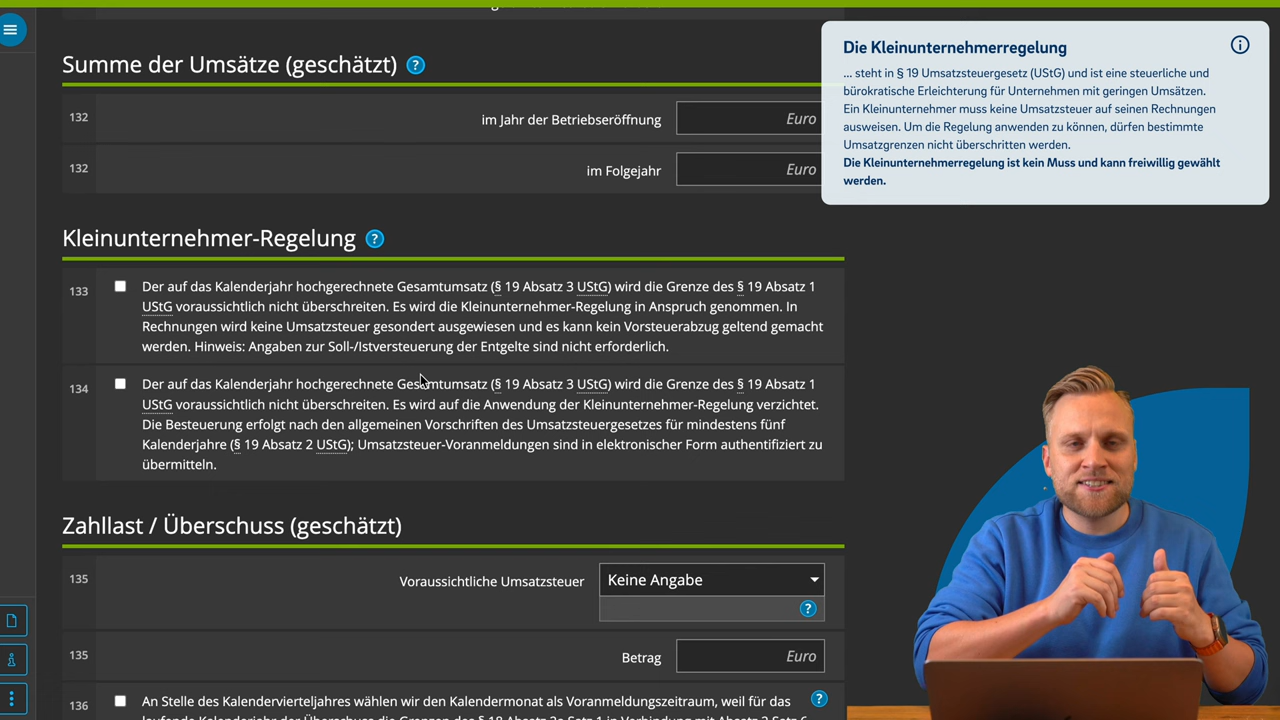 Summe der Umsätze (geschätzt) ?
132 im Jahr der Betriebseröffnung Euro
132 im Folgejahr Euro
Die Kleinunternehmerregelung
... steht in § 19 Umsatzsteuergesetz (UStG) und ist eine steuerliche und
bürokratische Erleichterung für Unternehmen mit geringen Umsätzen.
Ein Kleinunternehmer muss keine Umsatzsteuer auf seinen Rechnungen
ausweisen. Um die Regelung anwenden zu können, dürfen bestimmte
Umsatzgrenzen nicht überschritten werden.
Die Kleinunternehmerregelung ist kein Muss und kann freiwillig gewählt
werden.
Kleinunternehmer-Regelung ?
133 Der auf das Kalenderjahr hochgerechnete Gesamtumsatz (§ 19 Absatz 3 UStG) wird die Grenze des § 19 Absatz 1
UStG voraussichtlich nicht überschreiten. Es wird die Kleinunternehmer-Regelung in Anspruch genommen. In
Rechnungen wird keine Umsatzsteuer gesondert ausgewiesen und es kann kein Vorsteuerabzug geltend gemacht
werden. Hinweis: Angaben zur Soll-/Istversteuerung der Entgelte sind nicht erforderlich.
134 Der auf das Kalenderjahr hochgerechnete Gesamtumsatz (§ 19 Absatz 3 UStG) wird die Grenze des § 19 Absatz 1
UStG voraussichtlich nicht überschreiten. Es wird auf die Anwendung der Kleinunternehmer-Regelung verzichtet.
Die Besteuerung erfolgt nach den allgemeinen Vorschriften des Umsatzsteuergesetzes für mindestens fünf
Kalenderjahre (§ 19 Absatz 2 UStG); Umsatzsteuer-Voranmeldungen sind in elektronischer Form authentifiziert zu
übermitteln.
Zahllast / Überschuss (geschätzt)
135 Voraussichtliche Umsatzsteuer Keine Angabe
?
135 Betrag Euro
136 An Stelle des Kalendervierteljahres wählen wir den Kalendermonat als Voranmeldungszeitraum, weil für das ?